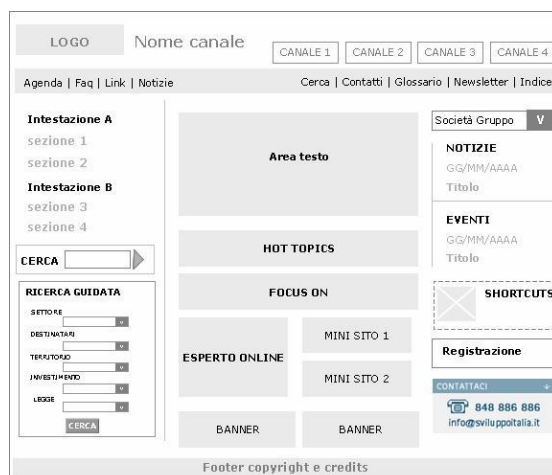 LOGO
Nome canale
CANALE 1
CANALE 2
CANALE 3
CANALE 4
Agenda | Faq | Link | Notizie
Cerca | Contatti | Glossario | Newsletter | Indice
Intestazione A
sezione 1
sezione 2
Intestazione B
sezione 3
sezione 4
CERCA
RICERCA GUIDATA
SETTORE
V
DESTINATARI
V
TERRITORIO
V
INVESTIMENTO
V
LEGGE
V
CERCA
Area testo
HOT TOPICS
FOCUS ON
ESPERTO ONLINE
MINI SITO 1
MINI SITO 2
BANNER
BANNER
Società Gruppo V
NOTIZIE
GG/MM/AAAA
Titolo
EVENTI
GG/MM/AAAA
Titolo
SHORTCUTS
Registrazione
CONTATTACI
848 886 886
info@sviluppoitalia.it
Footer copyright e credits